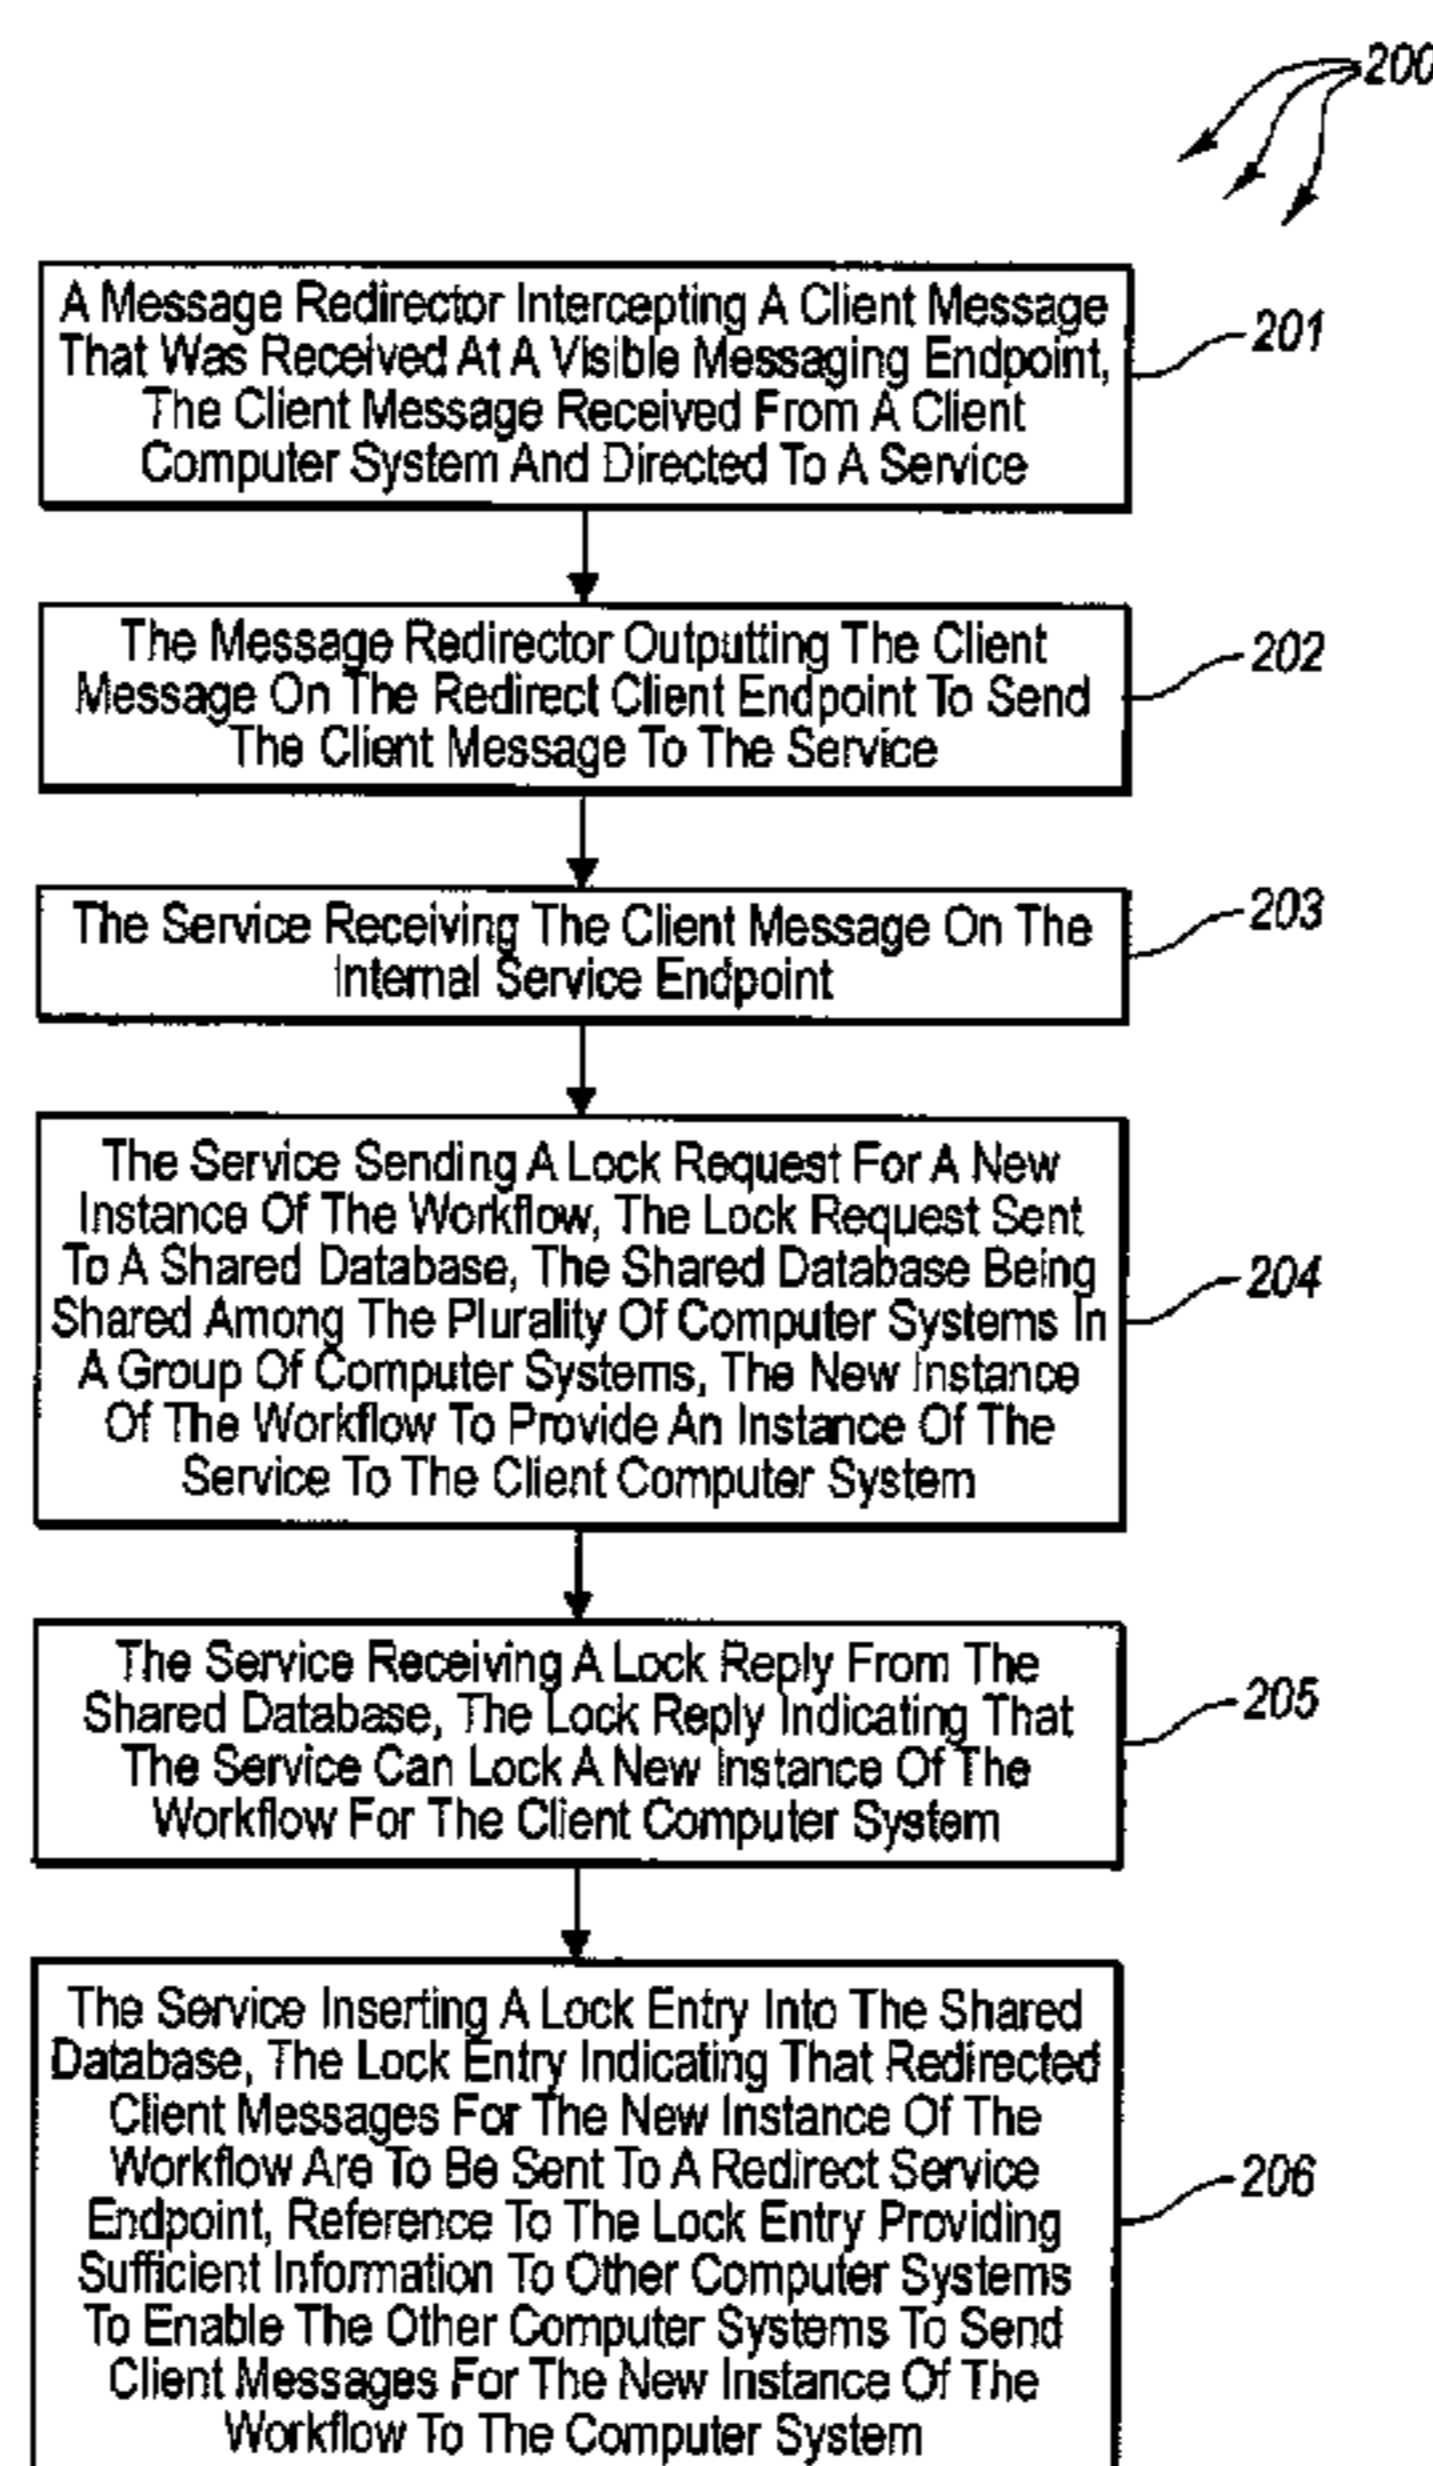 200
A Message Redirector Intercepting A Client Message
That Was Received At A Visible Messaging Endpoint,
The Client Message Received From A Client
Computer System And Directed To A Service
201
The Message Redirector Outputting The Client
Message On The Redirect Client Endpoint To Send
The Client Message To The Service
202
The Service Receiving The Client Message On The
Internal Service Endpoint
203
The Service Sending A Lock Request For A New
Instance Of The Workflow, The Lock Request Sent
To A Shared Database, The Shared Database Being
Shared Among The Plurality Of Computer Systems In
A Group Of Computer Systems, The New Instance
Of The Workflow To Provide An Instance Of The
Service To The Client Computer System
204
The Service Receiving A Lock Reply From The
Shared Database, The Lock Reply Indicating That
The Service Can Lock A New Instance Of The
Workflow For The Client Computer System
205
The Service Inserting A Lock Entry Into The Shared
Database, The Lock Entry Indicating That Redirected
Client Messages For The New Instance Of The
Workflow Are To Be Sent To A Redirect Service
Endpoint, Reference To The Lock Entry Providing
Sufficient Information To Other Computer Systems
To Enable The Other Computer Systems To Send
Client Messages For The New Instance Of The
Workflow To The Computer System
206